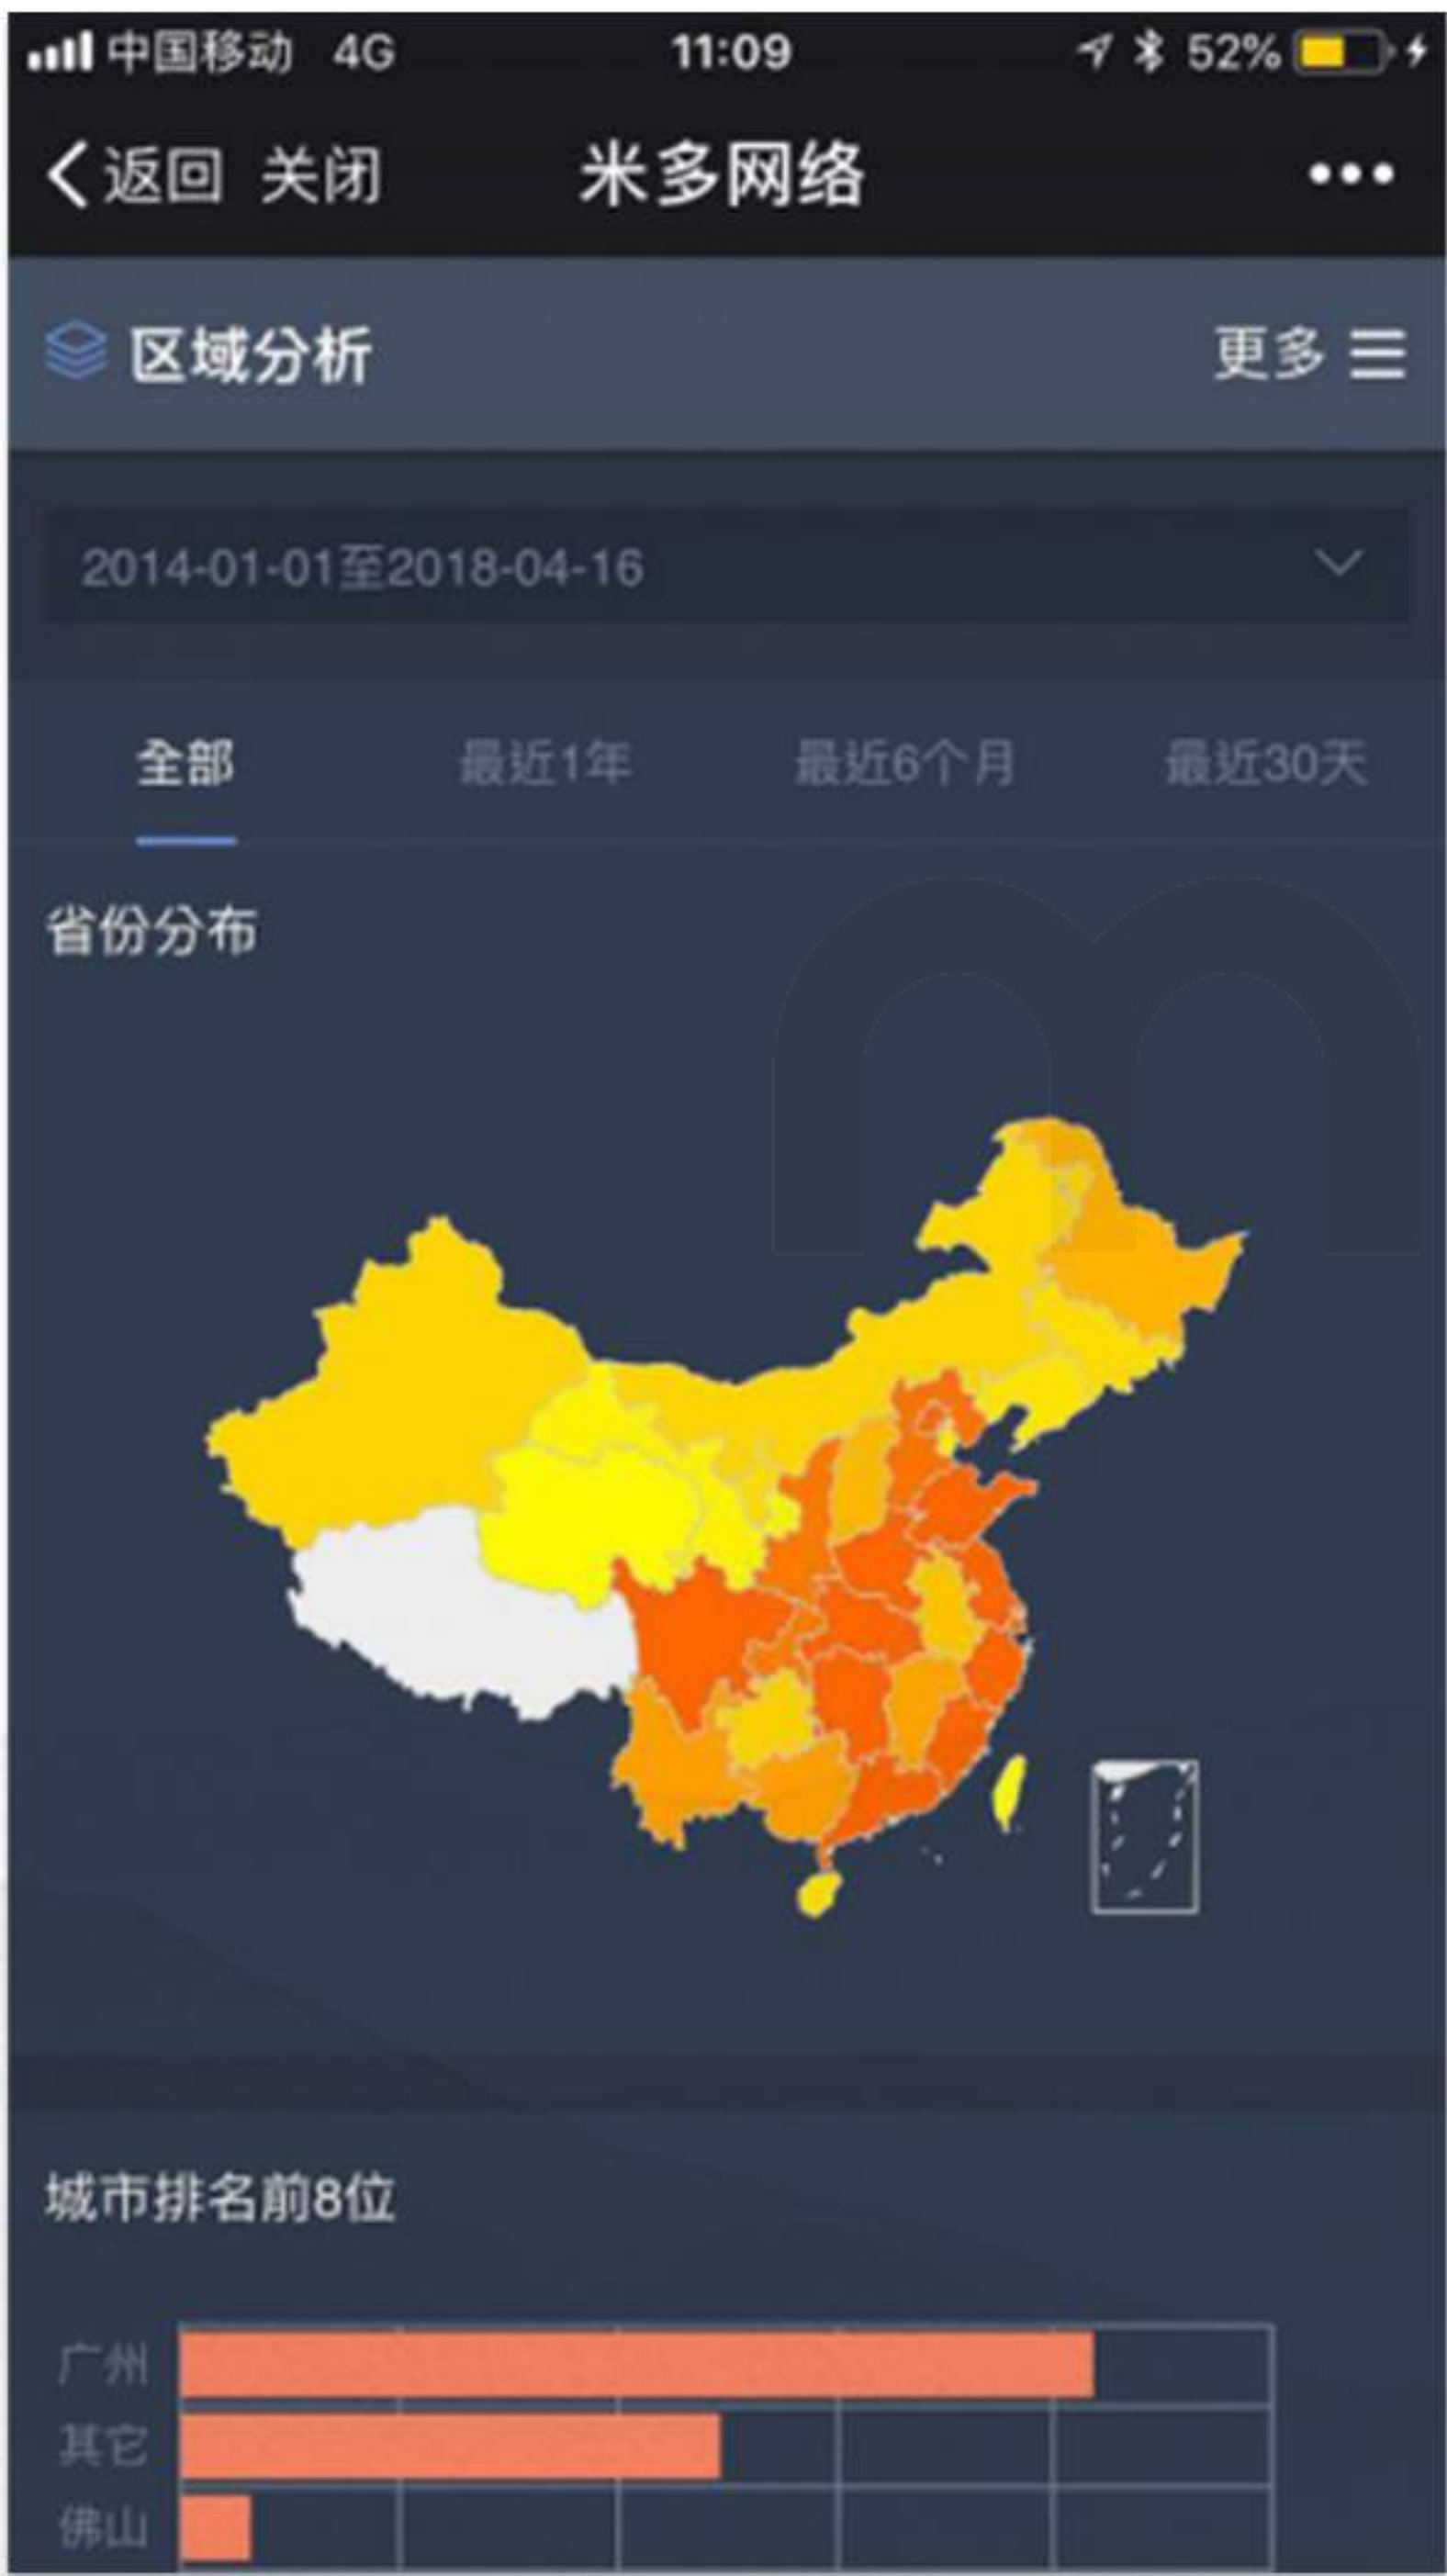 中国移动 4G 11:09 52%
返回 关闭 米多网络
区域分析 更多
2014-01-01至2018-04-16
全部 最近1年 最近6个月 最近30天
省份分布
城市排名前8位
广州
其它
佛山